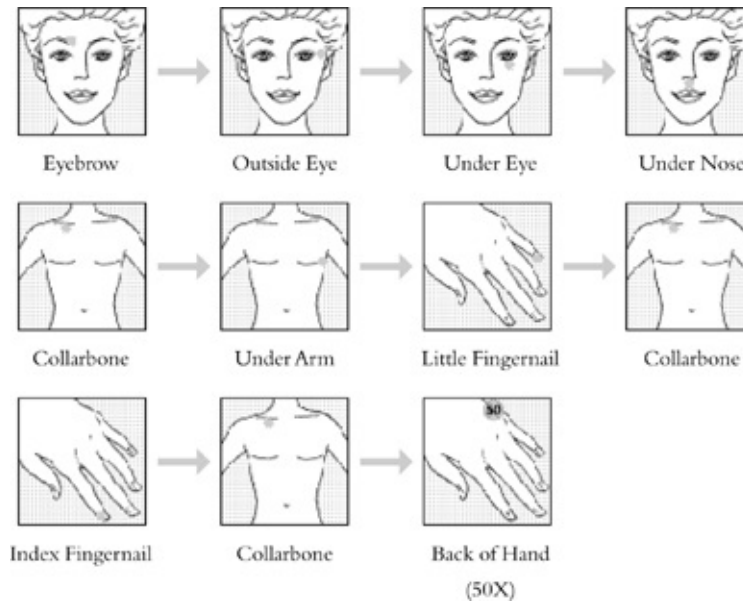 Eyebrow Outside Eye Under Eye Under Nose
Collarbone Under Arm Little Fingernail Collarbone
50
Index Fingernail Collarbone Back of Hand
(50X)